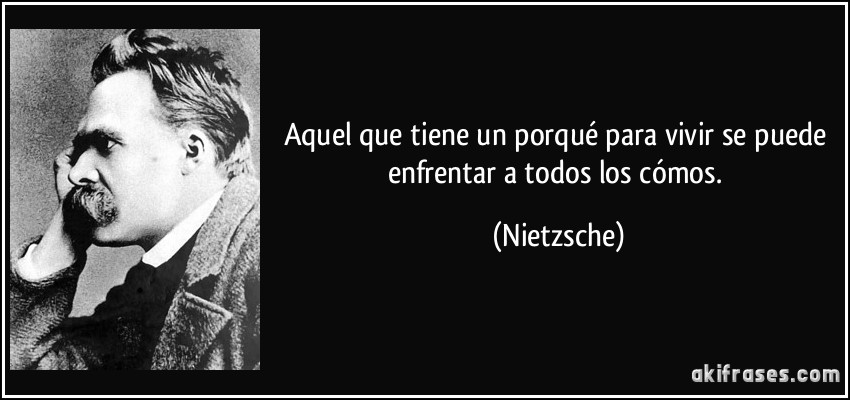 Aquel que tiene un porqué para vivir se puede
enfrentar a todos los cómos.
(Nietzsche)
akifrases.com